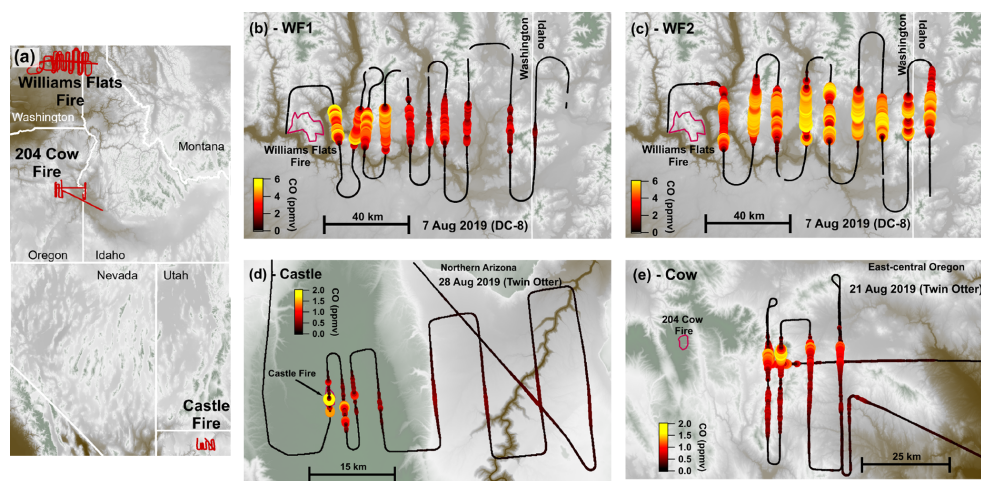 (a)
Williams Flats
Fire
Washington
204 Cow
Fire
Montana
Oregon
Idaho
Nevada
Utah
Castle
Fire
(b) - WF1
Washington
Idaho
Williams Flats
Fire
6
4
2
0
CO (ppmv)
40 km
7 Aug 2019 (DC-8)
(c) - WF2
Washington
Idaho
Williams Flats
Fire
6
4
2
0
CO (ppmv)
40 km
7 Aug 2019 (DC-8)
(d) - Castle
Northern Arizona
28 Aug 2019 (Twin Otter)
2.0
1.5
1.0
0.5
0.0
CO (ppmv)
Castle Fire
15 km
(e) - Cow
East-central Oregon
21 Aug 2019 (Twin Otter)
204 Cow
Fire
2.0
1.5
1.0
0.5
0.0
CO (ppmv)
25 km